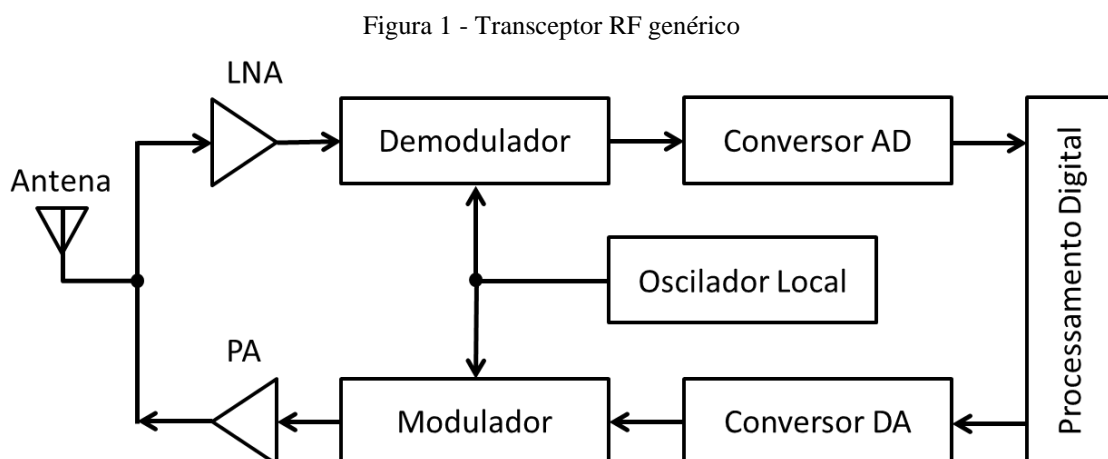 Figura 1 - Transceptor RF genérico
LNA
Demodulador
Conversor AD
Processamento Digital
Antena
Oscilador Local
PA
Modulador
Conversor DA